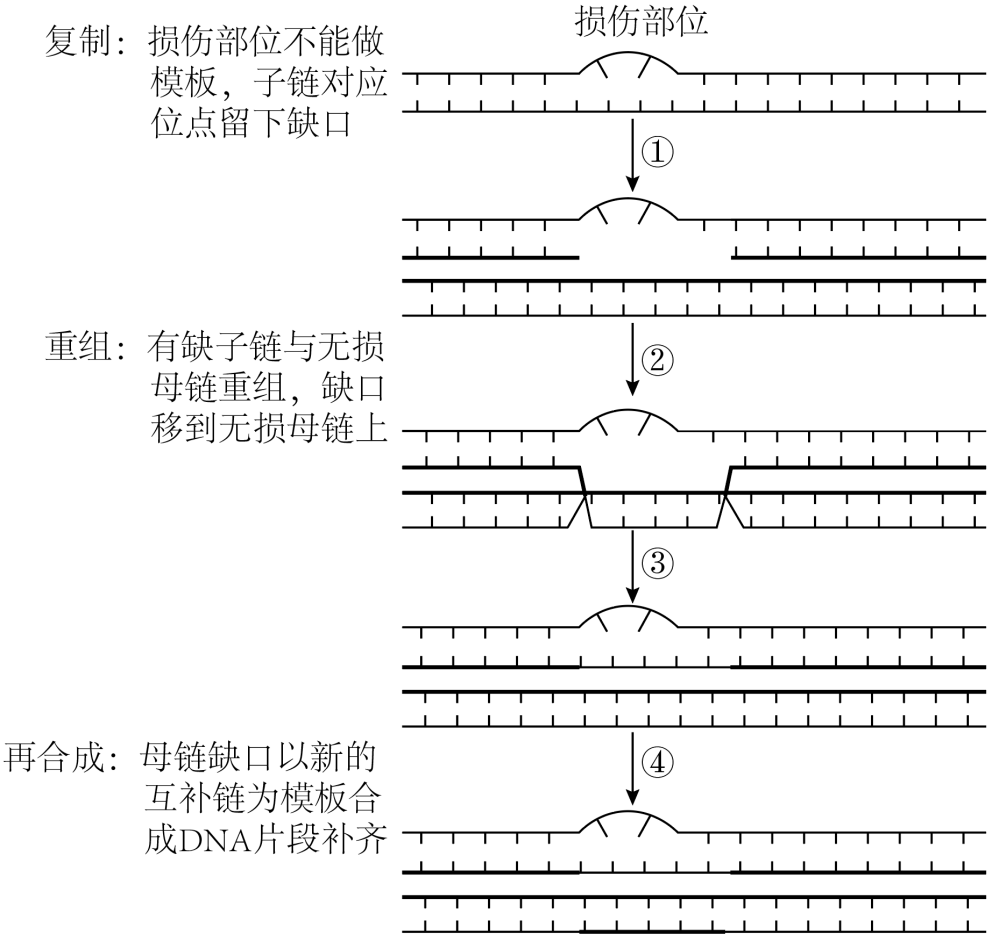 损伤部位
复制：损伤部位不能做
模板，子链对应
位点留下缺口
①
重组：有缺子链与无损
母链重组，缺口
移到无损母链上
②
③
再合成：母链缺口以新的
互补链为模板合
成DNA片段补齐
④